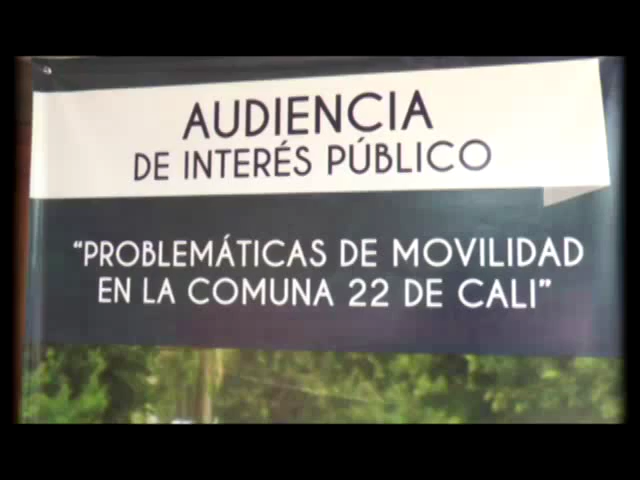 AUDIENCIA
DE INTERÉS PÚBLICO
“PROBLEMÁTICAS DE MOVILIDAD
EN LA COMUNA 22 DE CALI”